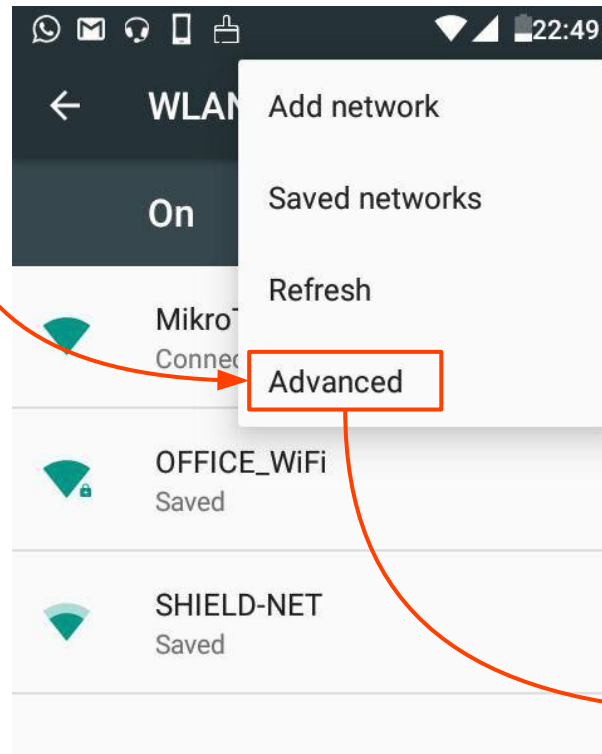 22:49
WLAN
Add network
On
Saved networks
Refresh
Advanced
OFFICE_WiFi
Saved
SHIELD-NET
Saved